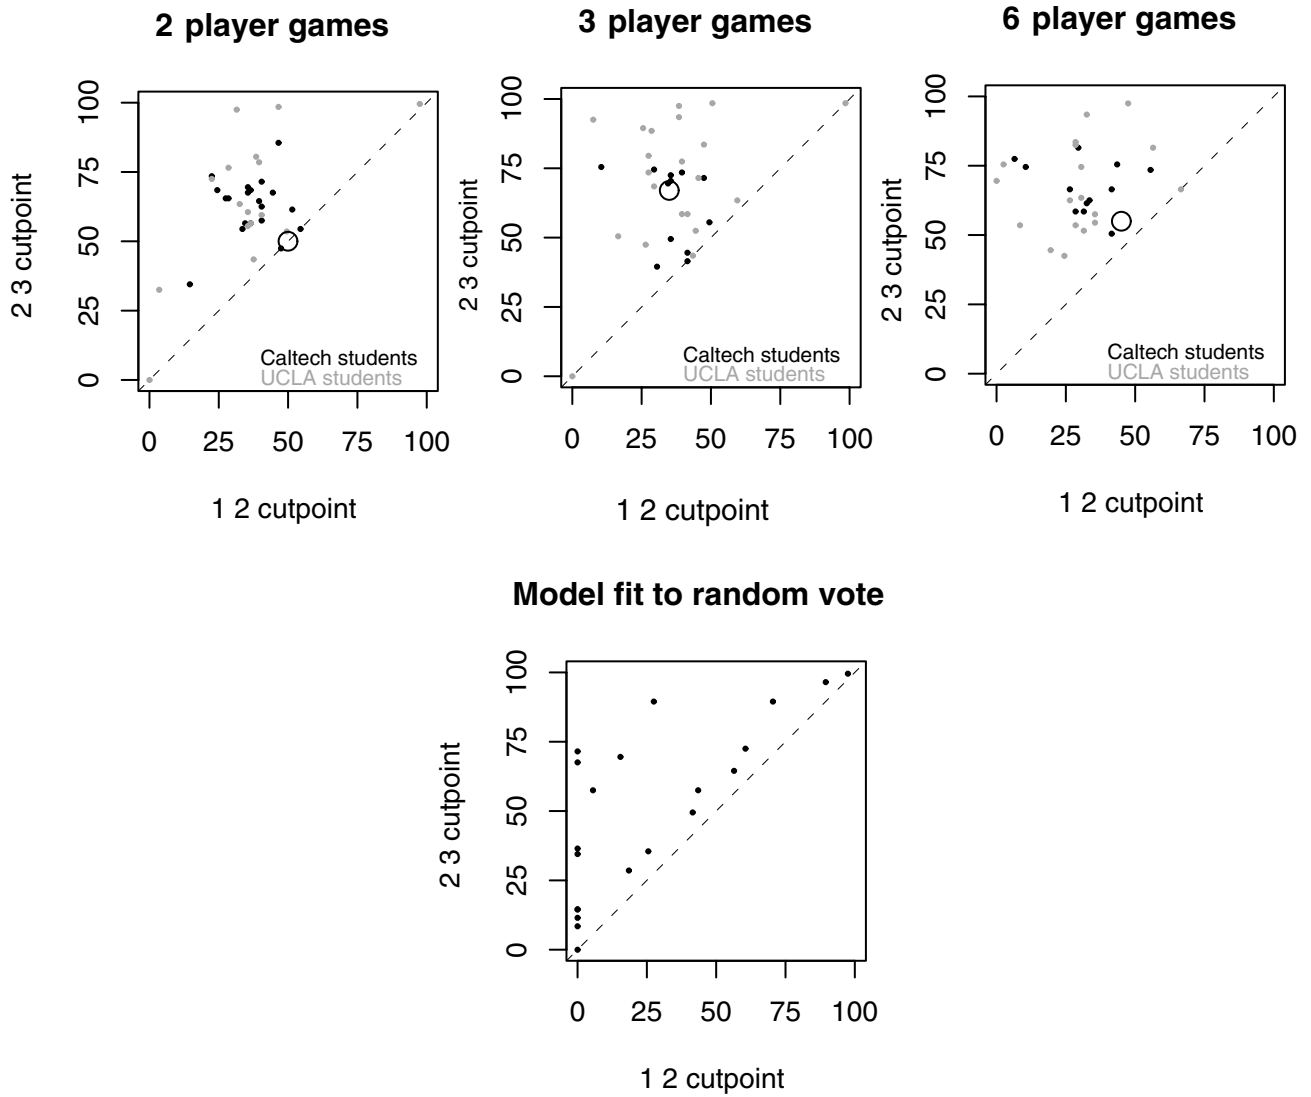 2 player games
3 player games
6 player games
2 3 cutpoint
100
75
50
25
0
Caltech students
UCLA students
0 25 50 75 100
1 2 cutpoint
2 3 cutpoint
100
75
50
25
0
Caltech students
UCLA students
0 25 50 75 100
1 2 cutpoint
2 3 cutpoint
100
75
50
25
0
Caltech students
UCLA students
0 25 50 75 100
1 2 cutpoint
Model fit to random vote
2 3 cutpoint
100
75
50
25
0
0 25 50 75 100
1 2 cutpoint